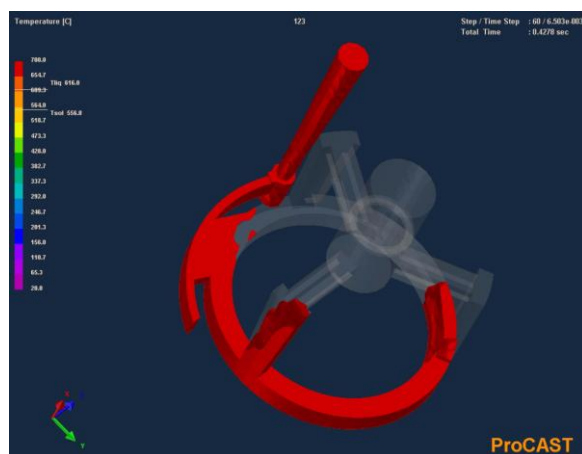 Temperature [C]
123
Step / Time Step : 60 / 6.503e-003
Total Time : 0.4278 sec
700.0
654.7
Tliq 616.0
609.3
564.0
Tsol 556.0
518.7
473.3
428.0
382.7
337.3
292.0
246.7
201.3
156.0
110.7
65.3
20.0
X
Z
Y
ProCAST